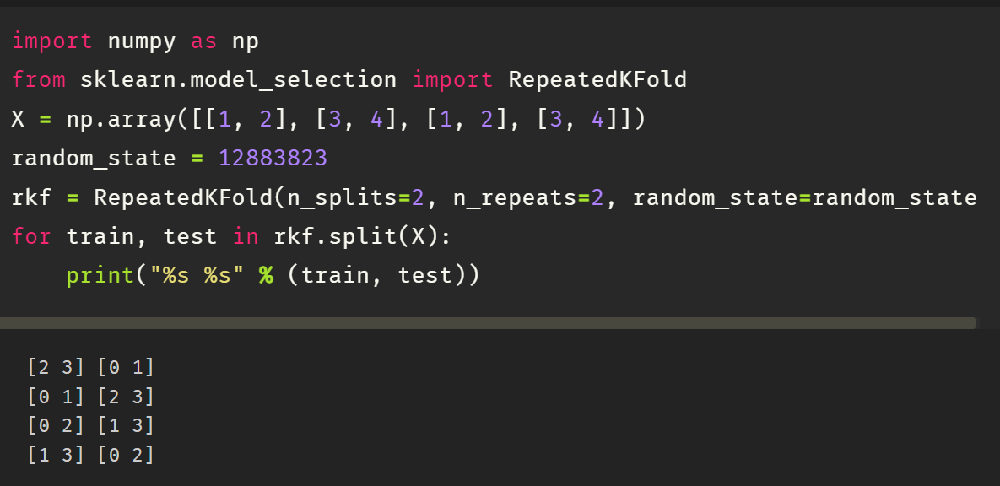 import numpy as np
from sklearn.model_selection import RepeatedKFold
X = np.array([[1, 2], [3, 4], [1, 2], [3, 4]])
random_state = 12883823
rkf = RepeatedKFold(n_splits=2, n_repeats=2, random_state=random_state
for train, test in rkf.split(X):
    print("%s %s" % (train, test))
[2 3] [0 1]
[0 1] [2 3]
[0 2] [1 3]
[1 3] [0 2]